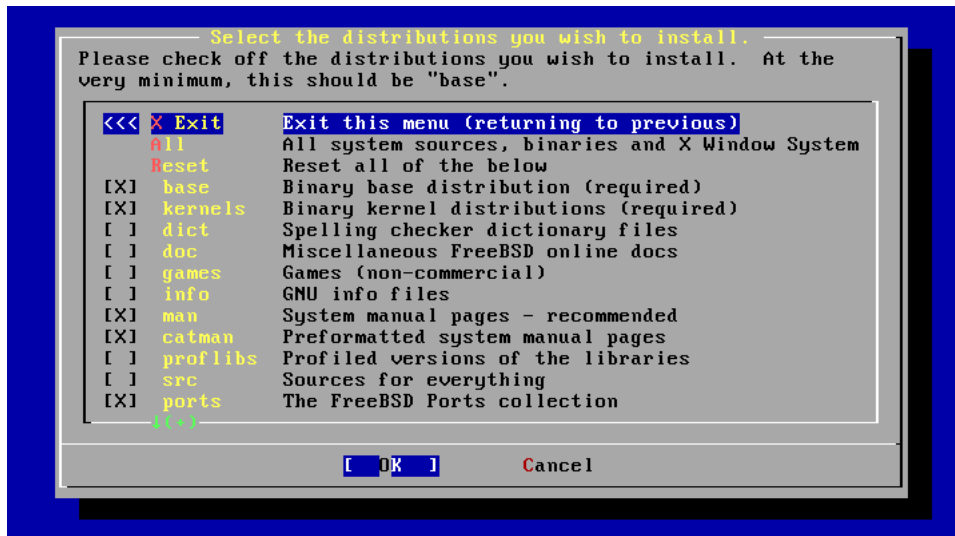 Select the distributions you wish to install.
Please check off the distributions you wish to install.  At the
very minimum, this should be "base".
<<< X Exit     Exit this menu (returning to previous)
    All        All system sources, binaries and X Window System
    Reset      Reset all of the below
[X]  base      Binary base distribution (required)
[X]  kernels   Binary kernel distributions (required)
[ ]  dict      Spelling checker dictionary files
[ ]  doc       Miscellaneous FreeBSD online docs
[ ]  games     Games (non-commercial)
[ ]  info      GNU info files
[X]  man       System manual pages - recommended
[X]  catman    Preformatted system manual pages
[ ]  proflibs  Profiled versions of the libraries
[ ]  src       Sources for everything
[X]  ports     The FreeBSD Ports collection
↓(+)
[  OK  ]       Cancel